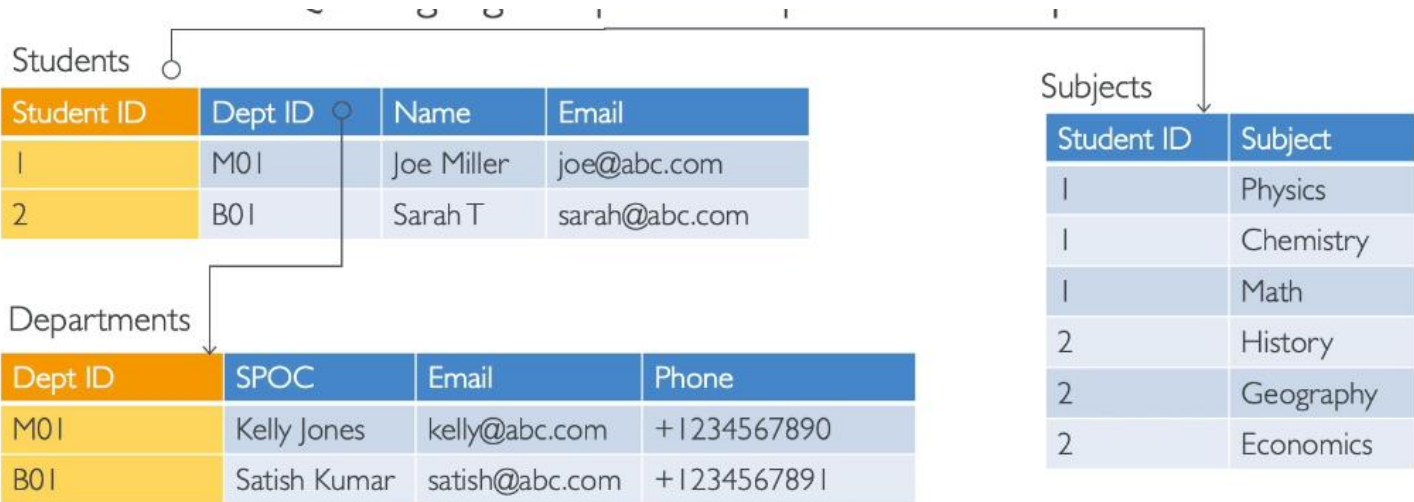 Students
Student ID Dept ID Name Email
1 M01 Joe Miller joe@abc.com
2 B01 Sarah T sarah@abc.com
Departments
Dept ID SPOC Email Phone
M01 Kelly Jones kelly@abc.com +1234567890
B01 Satish Kumar satish@abc.com +1234567891
Subjects
Student ID Subject
1 Physics
1 Chemistry
1 Math
2 History
2 Geography
2 Economics